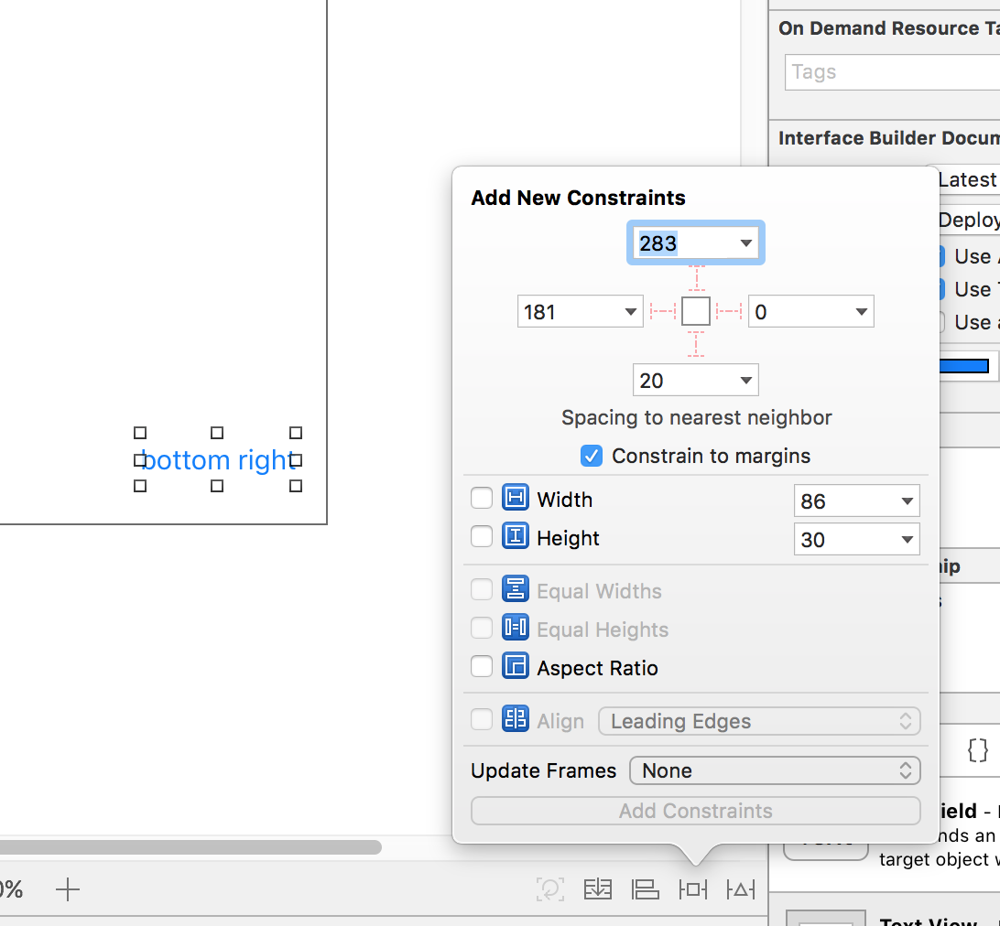 On Demand Resource Ta
Tags
Interface Builder Docum
Latest
Deploy
Use A
Use T
Use a
Add New Constraints
283
181
0
20
Spacing to nearest neighbor
Constrain to margins
Width
86
Height
30
Equal Widths
Equal Heights
Aspect Ratio
Align
Leading Edges
Update Frames
None
Add Constraints
bottom right
ip
s
{}
ield -
nds an
target object w
Text View -
0%